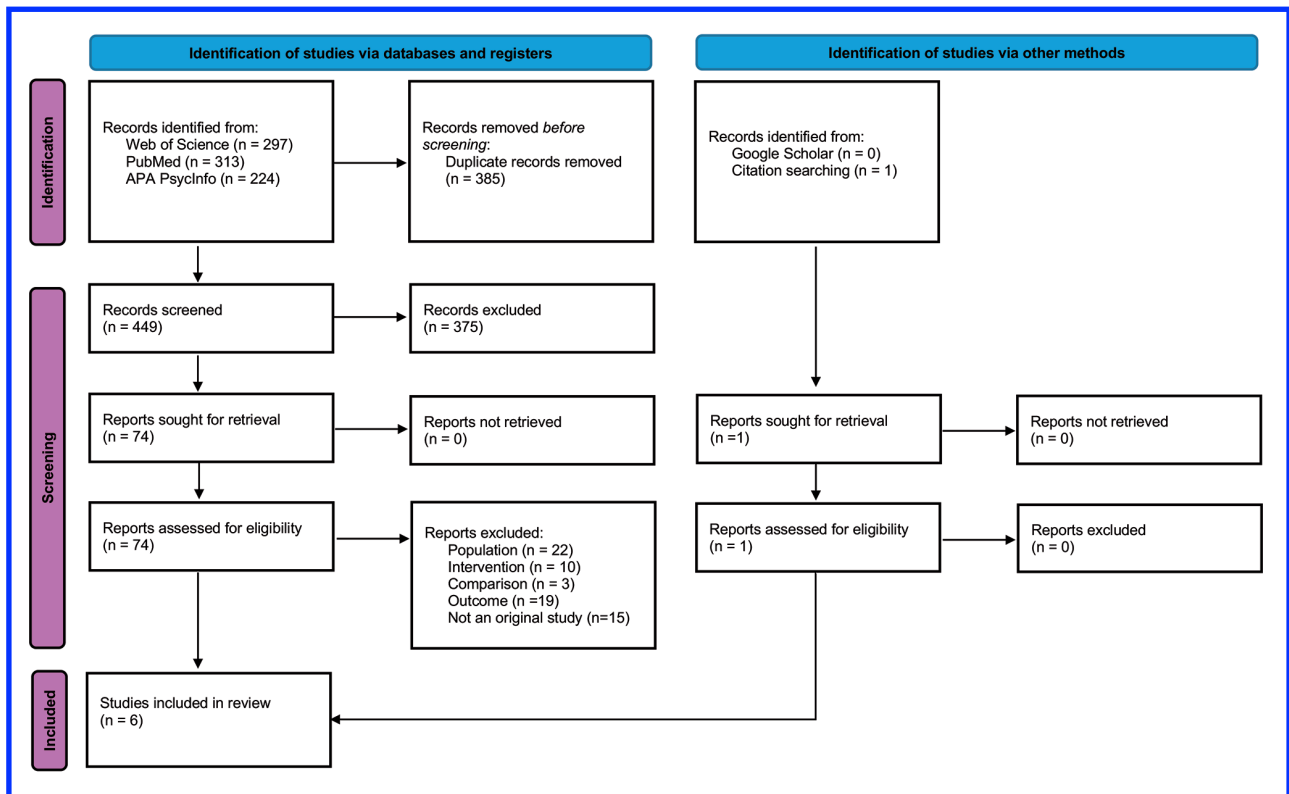 Identification of studies via databases and registers
Identification of studies via other methods
Identification
Records identified from:
Web of Science (n = 297)
PubMed (n = 313)
APA PsycInfo (n = 224)
Records removed before
screening:
Duplicate records removed
(n = 385)
Records identified from:
Google Scholar (n = 0)
Citation searching (n = 1)
Screening
Records screened
(n = 449)
Records excluded
(n = 375)
Reports sought for retrieval
(n = 74)
Reports not retrieved
(n = 0)
Reports sought for retrieval
(n =1)
Reports not retrieved
(n = 0)
Reports assessed for eligibility
(n = 74)
Reports excluded:
Population (n = 22)
Intervention (n = 10)
Comparison (n = 3)
Outcome (n =19)
Not an original study (n=15)
Reports assessed for eligibility
(n = 1)
Reports excluded
(n = 0)
Included
Studies included in review
(n = 6)